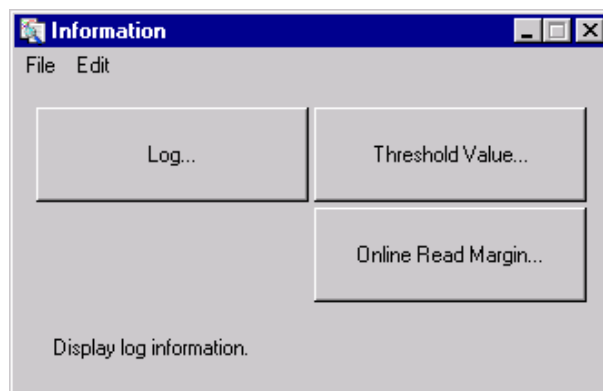 Information
File Edit
Log... Threshold Value...
Online Read Margin...
Display log information.